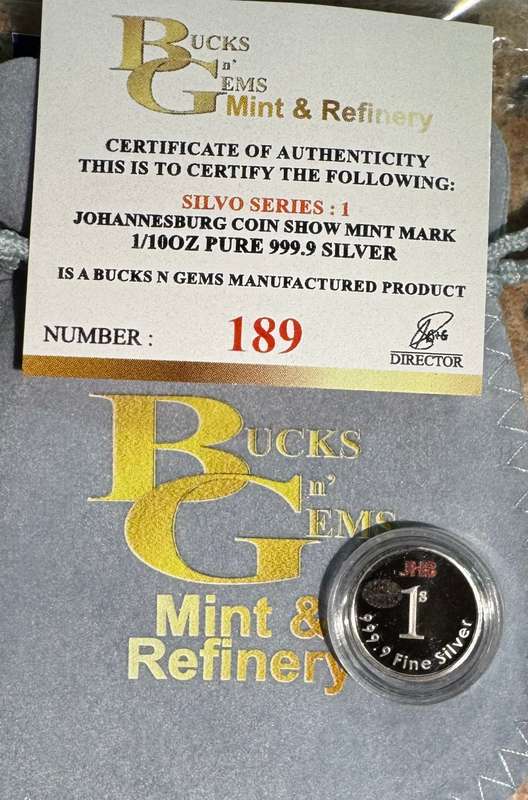 BUCKS
n'
GEMS
Mint & Refinery
CERTIFICATE OF AUTHENTICITY
THIS IS TO CERTIFY THE FOLLOWING:
SILVO SERIES : 1
JOHANNESBURG COIN SHOW MINT MARK
1/10OZ PURE 999.9 SILVER
IS A BUCKS N GEMS MANUFACTURED PRODUCT
NUMBER : 189
DIRECTOR
BUCKS
n'
GEMS
Mint &
Refinery
JHB
1s
999.9 Fine Silver